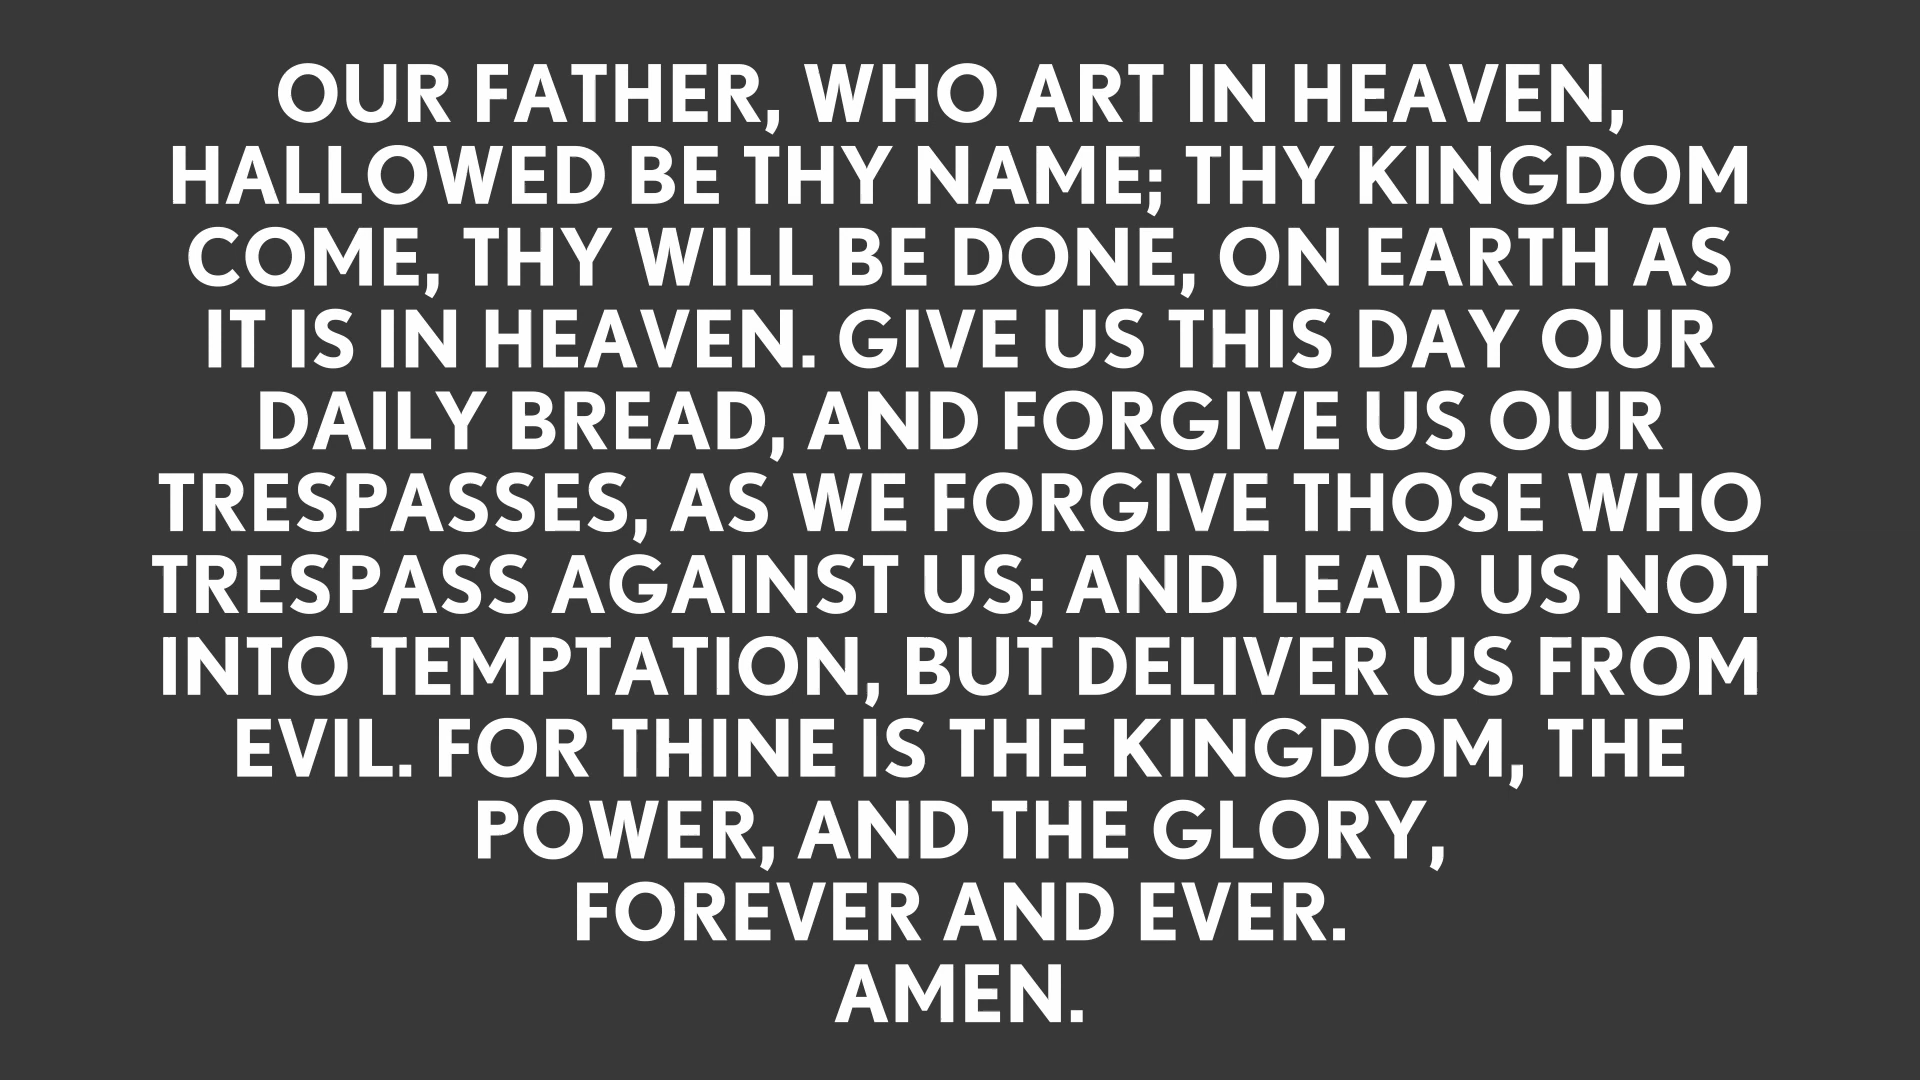 OUR FATHER, WHO ART IN HEAVEN,
HALLOWED BE THY NAME; THY KINGDOM
COME, THY WILL BE DONE, ON EARTH AS
IT IS IN HEAVEN. GIVE US THIS DAY OUR
DAILY BREAD, AND FORGIVE US OUR
TRESPASSES, AS WE FORGIVE THOSE WHO
TRESPASS AGAINST US; AND LEAD US NOT
INTO TEMPTATION, BUT DELIVER US FROM
EVIL. FOR THINE IS THE KINGDOM, THE
POWER, AND THE GLORY,
FOREVER AND EVER.
AMEN.